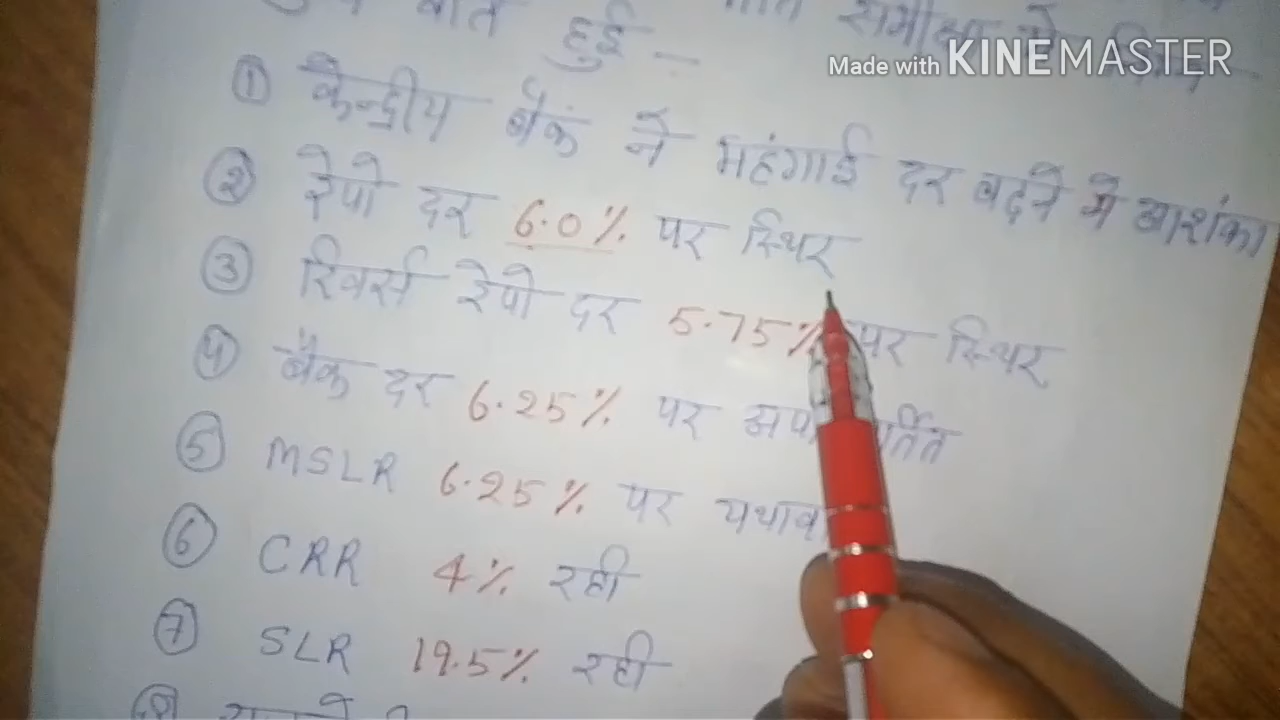 बातें हुई -
समीक्षा
Made with KINEMASTER
① केन्द्रीय बैंक ने महंगाई दर बढ़ने में आशंका
② रेपो दर 6.0% पर स्थिर
③ रिवर्स रेपो दर 5.75% पर स्थिर
④ बैंक दर 6.25% पर
⑤ MSLR 6.25% पर
⑥ CRR 4% रही
⑦ SLR 19.5% रही